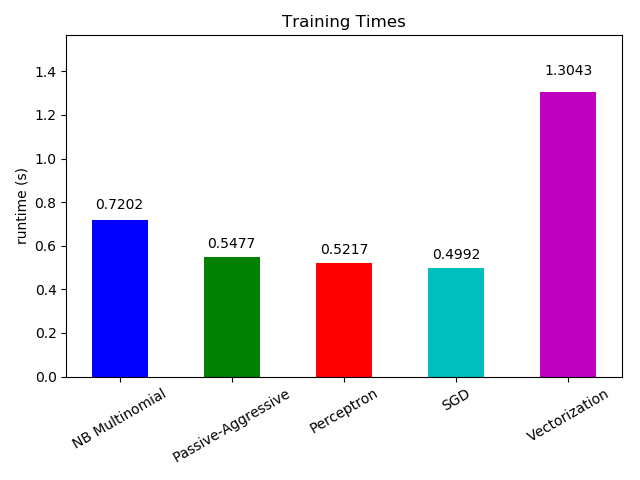 Training Times
runtime (s)
1.4
1.2
1.0
0.8
0.6
0.4
0.2
0.0
0.7202
0.5477
0.5217
0.4992
1.3043
NB Multinomial
Passive-Aggressive
Perceptron
SGD
Vectorization